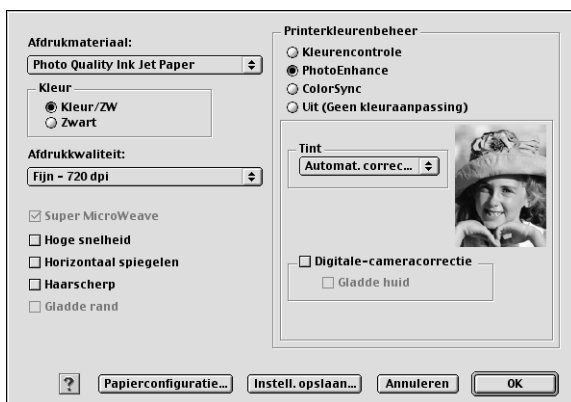 Afdrukmateriaal:
Photo Quality Ink Jet Paper
Kleur
Kleur/ZW
Zwart
Afdrukkwaliteit:
Fijn - 720 dpi
Super MicroWeave
Hoge snelheid
Horizontaal spiegelen
Haarscherp
Gladde rand
Printerkleurenbeheer
Kleurencontrole
PhotoEnhance
ColorSync
Uit (Geen kleuraanpassing)
Tint
Automat. correc...
Digitale-cameracorrectie
Gladde huid
?
Papierconfiguratie...
Instell. opslaan...
Annuleren
OK